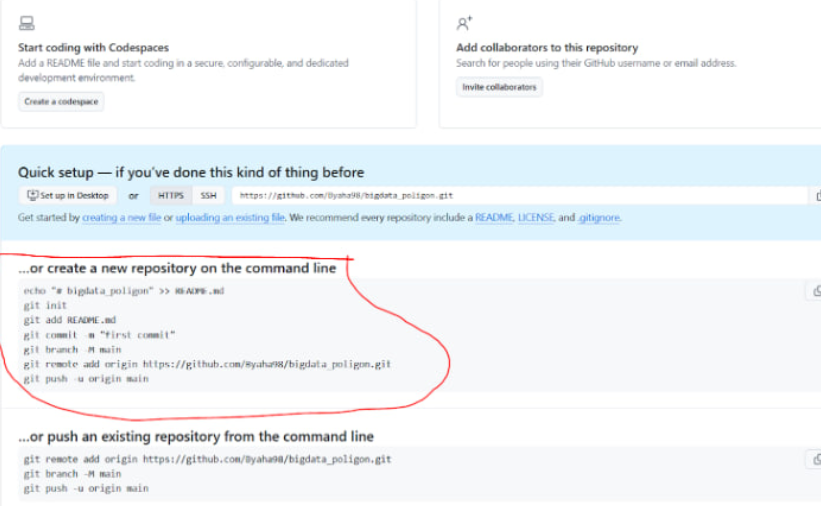 Start coding with Codespaces
Add a README file and start coding in a secure, configurable, and dedicated
development environment.
Create a codespace
Add collaborators to this repository
Search for people using their GitHub username or email address.
Invite collaborators
Quick setup — if you've done this kind of thing before
Set up in Desktop or HTTPS SSH https://github.com/Byaha98/bigdata_poligon.git
Get started by creating a new file or uploading an existing file. We recommend every repository include a README, LICENSE, and .gitignore.
...or create a new repository on the command line
echo "# bigdata_poligon" >> README.md
git init
git add README.md
git commit -m "first commit"
git branch -M main
git remote add origin https://github.com/Byaha98/bigdata_poligon.git
git push -u origin main
...or push an existing repository from the command line
git remote add origin https://github.com/Byaha98/bigdata_poligon.git
git branch -M main
git push -u origin main